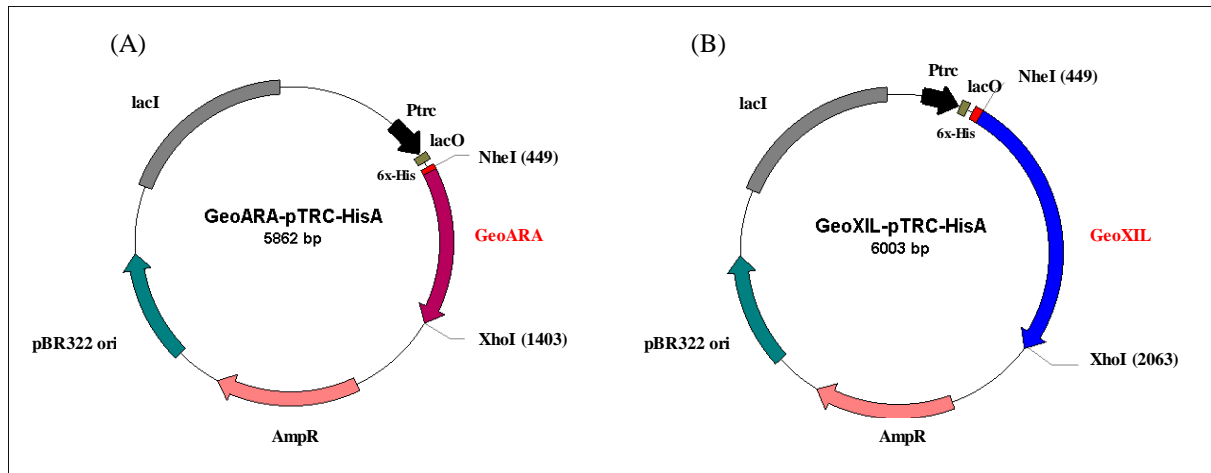 (A)
lacI
Ptrc
lacO
6x-His
NheI (449)
GeoARA-pTRC-HisA
5862 bp
GeoARA
XhoI (1403)
pBR322 ori
AmpR
(B)
lacI
Ptrc
lacO
6x-His
NheI (449)
GeoXIL-pTRC-HisA
6003 bp
GeoXIL
XhoI (2063)
pBR322 ori
AmpR